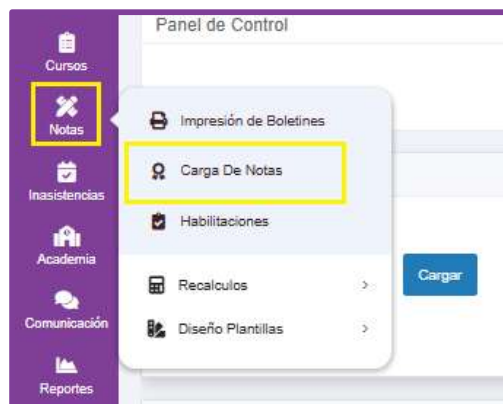 Panel de Control
Cursos
Notas
Inasistencias
Academia
Comunicación
Reportes
Impresión de Boletines
Carga De Notas
Habilitaciones
Recalculos
Diseño Plantillas
Cargar